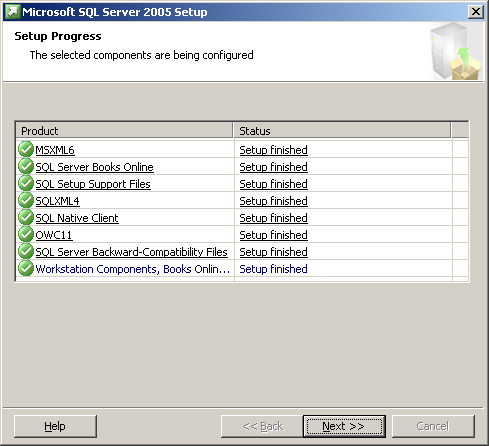 Microsoft SQL Server 2005 Setup
Setup Progress
The selected components are being configured
Product Status
MSXML6 Setup finished
SQL Server Books Online Setup finished
SQL Setup Support Files Setup finished
SQLXML4 Setup finished
SQL Native Client Setup finished
OWC11 Setup finished
SQL Server Backward-Compatibility Files Setup finished
Workstation Components, Books Onlin... Setup finished
Help << Back Next >> Cancel